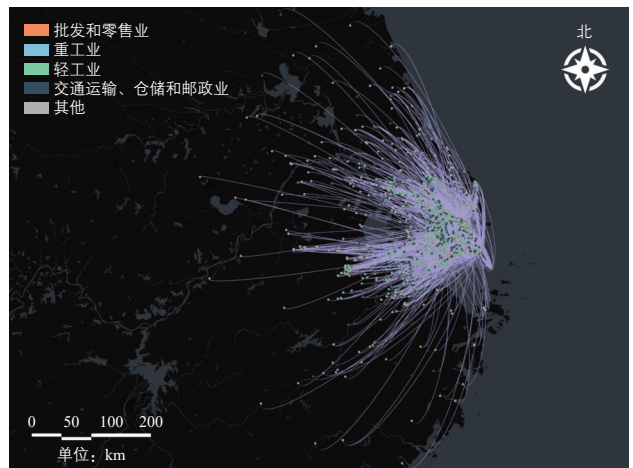 批发和零售业
重工业
轻工业
交通运输、仓储和邮政业
其他
北
0 50 100 200
单位：km